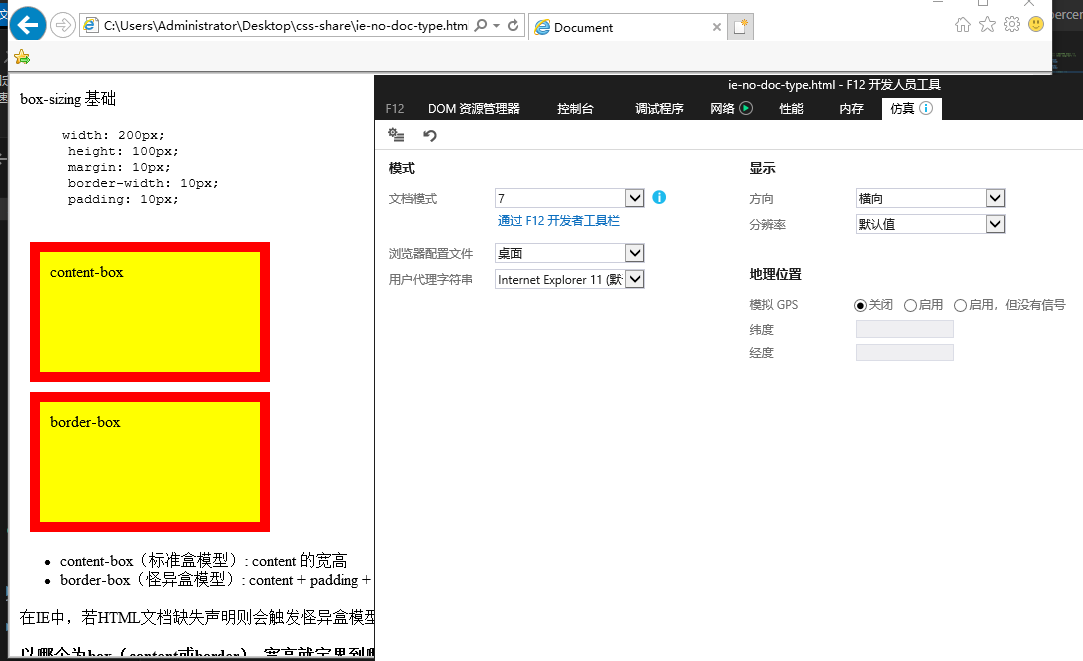 C:\Users\Administrator\Desktop\css-share\ie-no-doc-type.htm
Document
box-sizing 基础
width: 200px;
height: 100px;
margin: 10px;
border-width: 10px;
padding: 10px;
content-box
border-box
content-box（标准盒模型）: content 的宽高
border-box（怪异盒模型）: content + padding +
在IE中，若HTML文档缺失声明则会触发怪异盒模型
ie-no-doc-type.html - F12 开发人员工具
F12 DOM 资源管理器 控制台 调试程序 网络 性能 内存 仿真
模式
文档模式 7
通过 F12 开发者工具栏
浏览器配置文件 桌面
用户代理字符串 Internet Explorer 11 (默
显示
方向 横向
分辨率 默认值
地理位置
模拟 GPS 关闭 启用 启用，但没有信号
纬度
经度